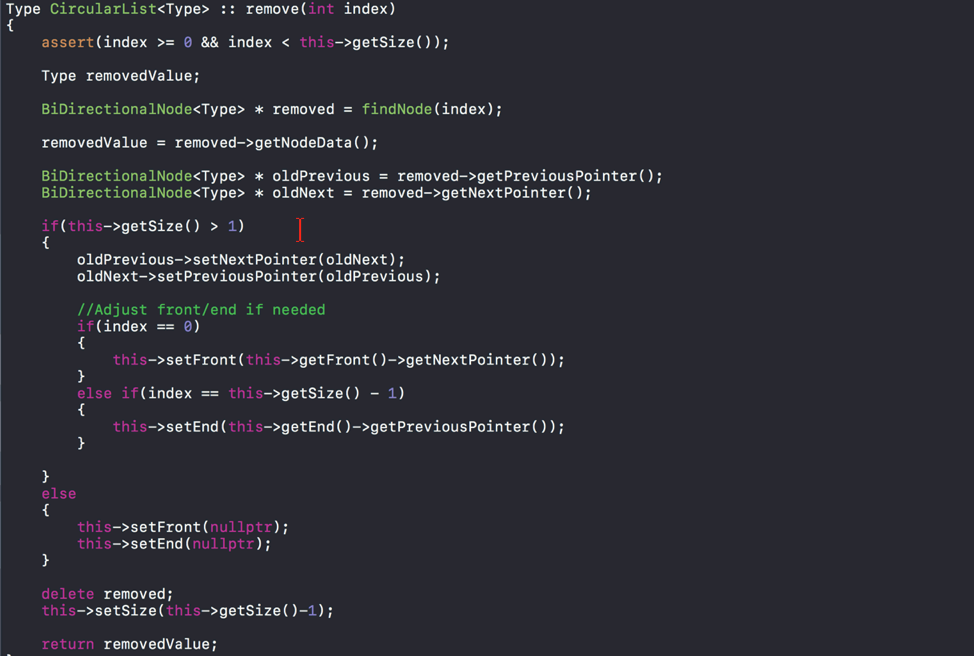 Type CircularList<Type> :: remove(int index)
{
    assert(index >= 0 && index < this->getSize());
    Type removedValue;
    BiDirectionalNode<Type> * removed = findNode(index);
    removedValue = removed->getNodeData();
    BiDirectionalNode<Type> * oldPrevious = removed->getPreviousPointer();
    BiDirectionalNode<Type> * oldNext = removed->getNextPointer();
    if(this->getSize() > 1)
    {
        oldPrevious->setNextPointer(oldNext);
        oldNext->setPreviousPointer(oldPrevious);
        //Adjust front/end if needed
        if(index == 0)
        {
            this->setFront(this->getFront()->getNextPointer());
        }
        else if(index == this->getSize() - 1)
        {
            this->setEnd(this->getEnd()->getPreviousPointer());
        }
    }
    else
    {
        this->setFront(nullptr);
        this->setEnd(nullptr);
    }
    delete removed;
    this->setSize(this->getSize()-1);
    return removedValue;